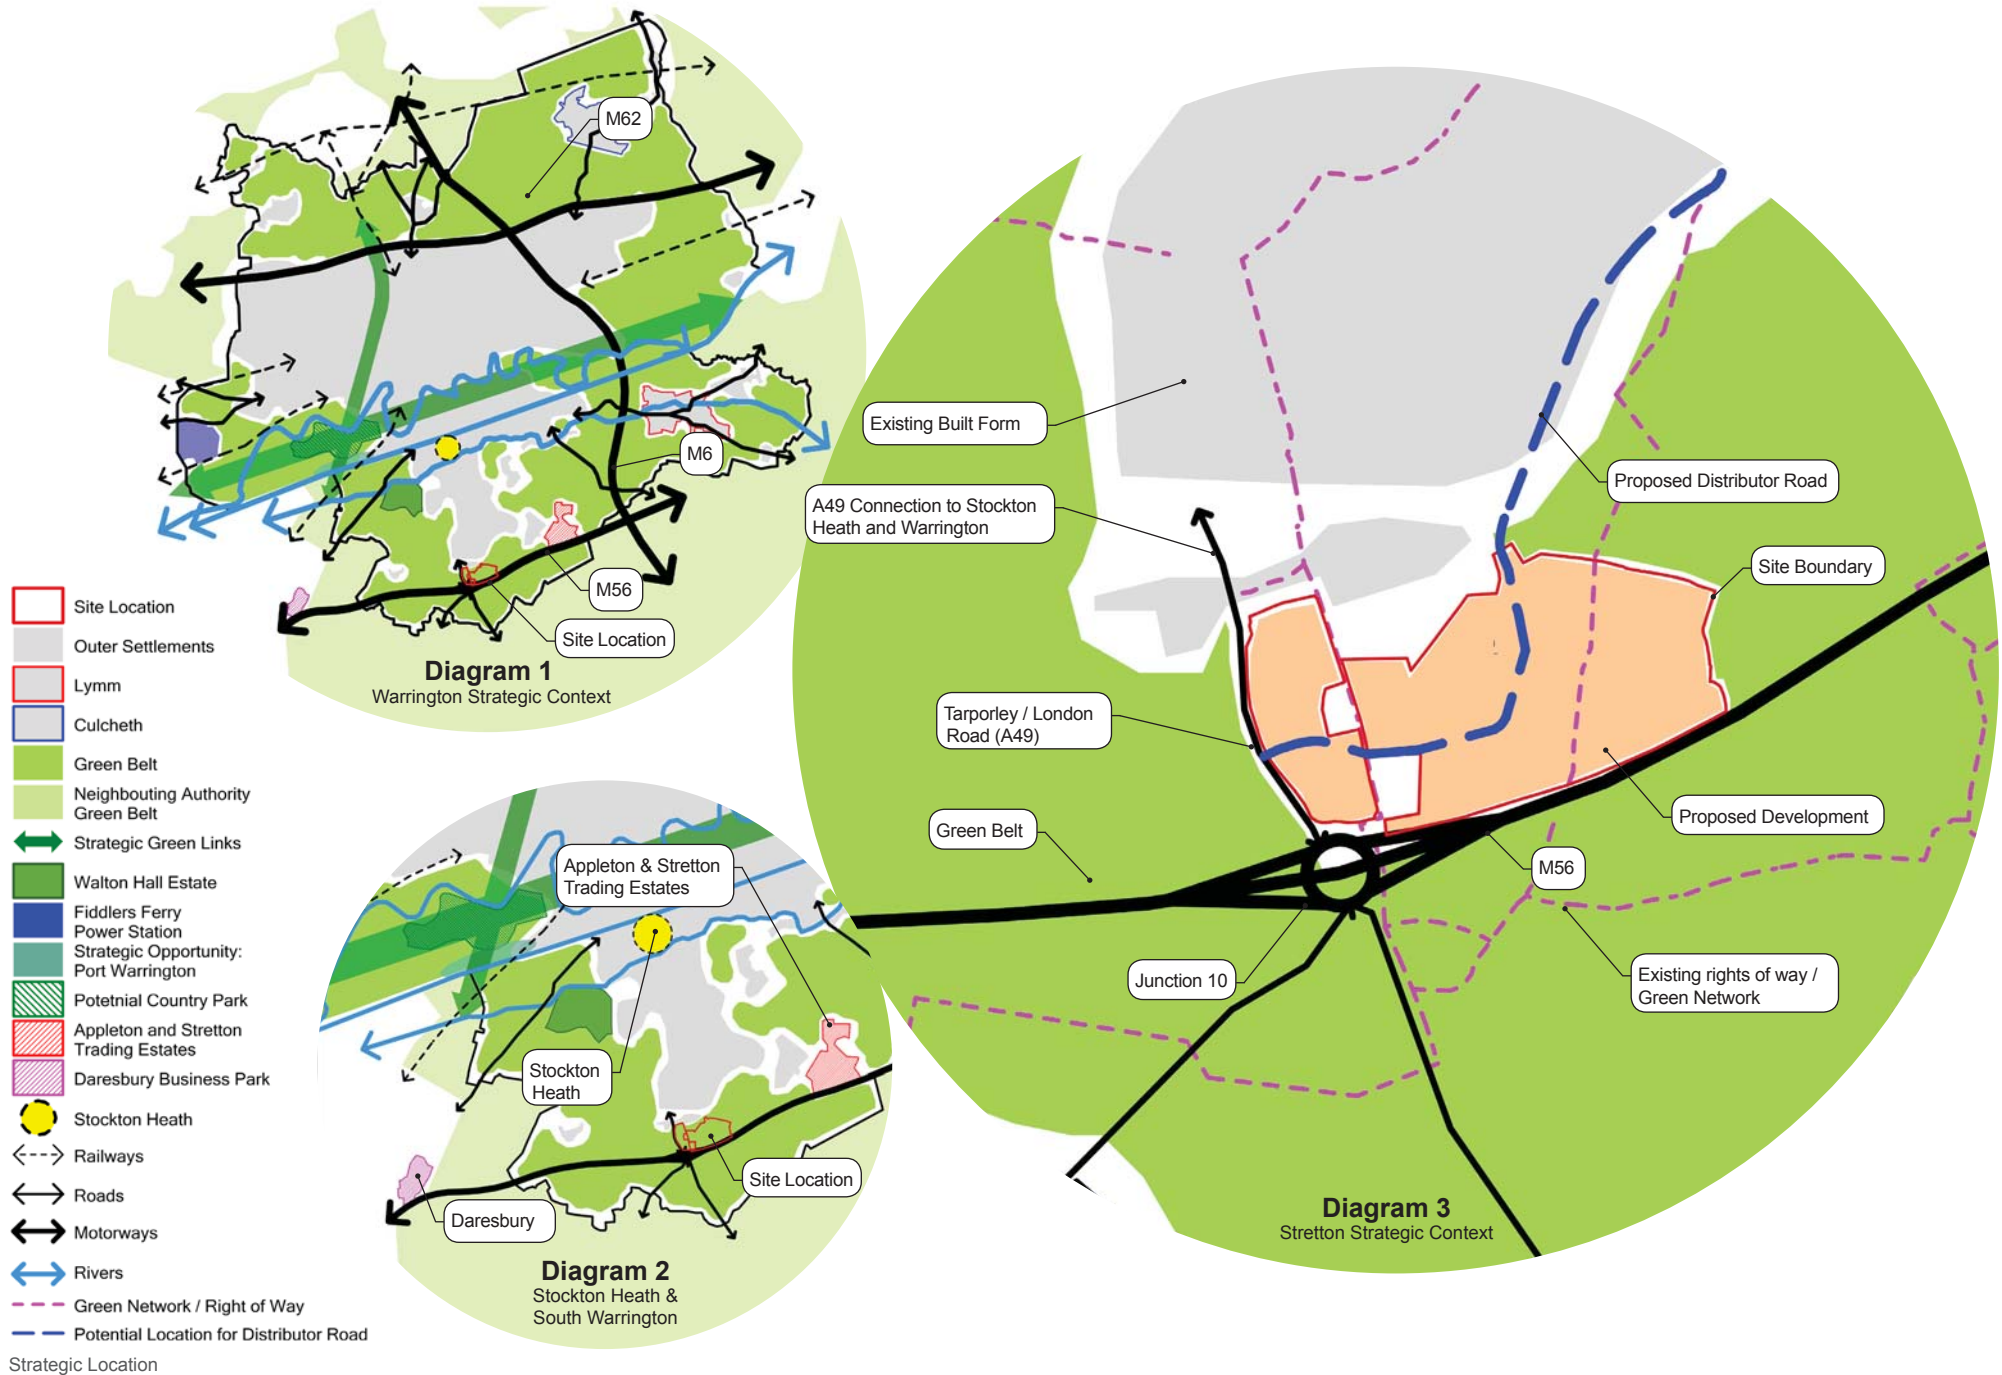 M62
M6
M56
Site Location
Diagram 1
Warrington Strategic Context
Site Location
Outer Settlements
Lymm
Culcheth
Green Belt
Neighbouting Authority
Green Belt
Strategic Green Links
Walton Hall Estate
Fiddlers Ferry
Power Station
Strategic Opportunity:
Port Warrington
Potetnial Country Park
Appleton and Stretton
Trading Estates
Daresbury Business Park
Stockton Heath
Railways
Roads
Motorways
Rivers
Green Network / Right of Way
Potential Location for Distributor Road
Strategic Location
Appleton & Stretton
Trading Estates
Stockton
Heath
Site Location
Daresbury
Diagram 2
Stockton Heath &
South Warrington
Existing Built Form
A49 Connection to Stockton
Heath and Warrington
Proposed Distributor Road
Site Boundary
Tarporley / London
Road (A49)
Green Belt
Proposed Development
M56
Junction 10
Existing rights of way /
Green Network
Diagram 3
Stretton Strategic Context